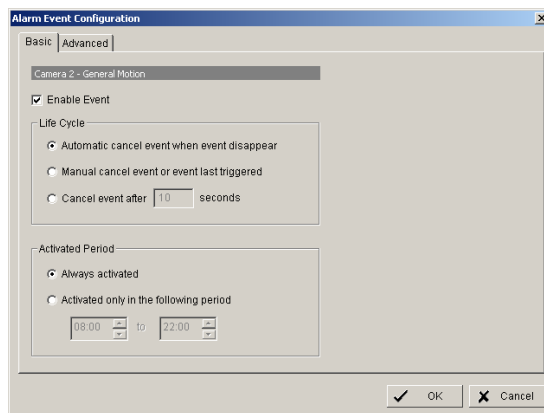 Alarm Event Configuration
Basic Advanced
Camera 2 - General Motion
Enable Event
Life Cycle
Automatic cancel event when event disappear
Manual cancel event or event last triggered
Cancel event after 10 seconds
Activated Period
Always activated
Activated only in the following period
08:00 to 22:00
OK Cancel